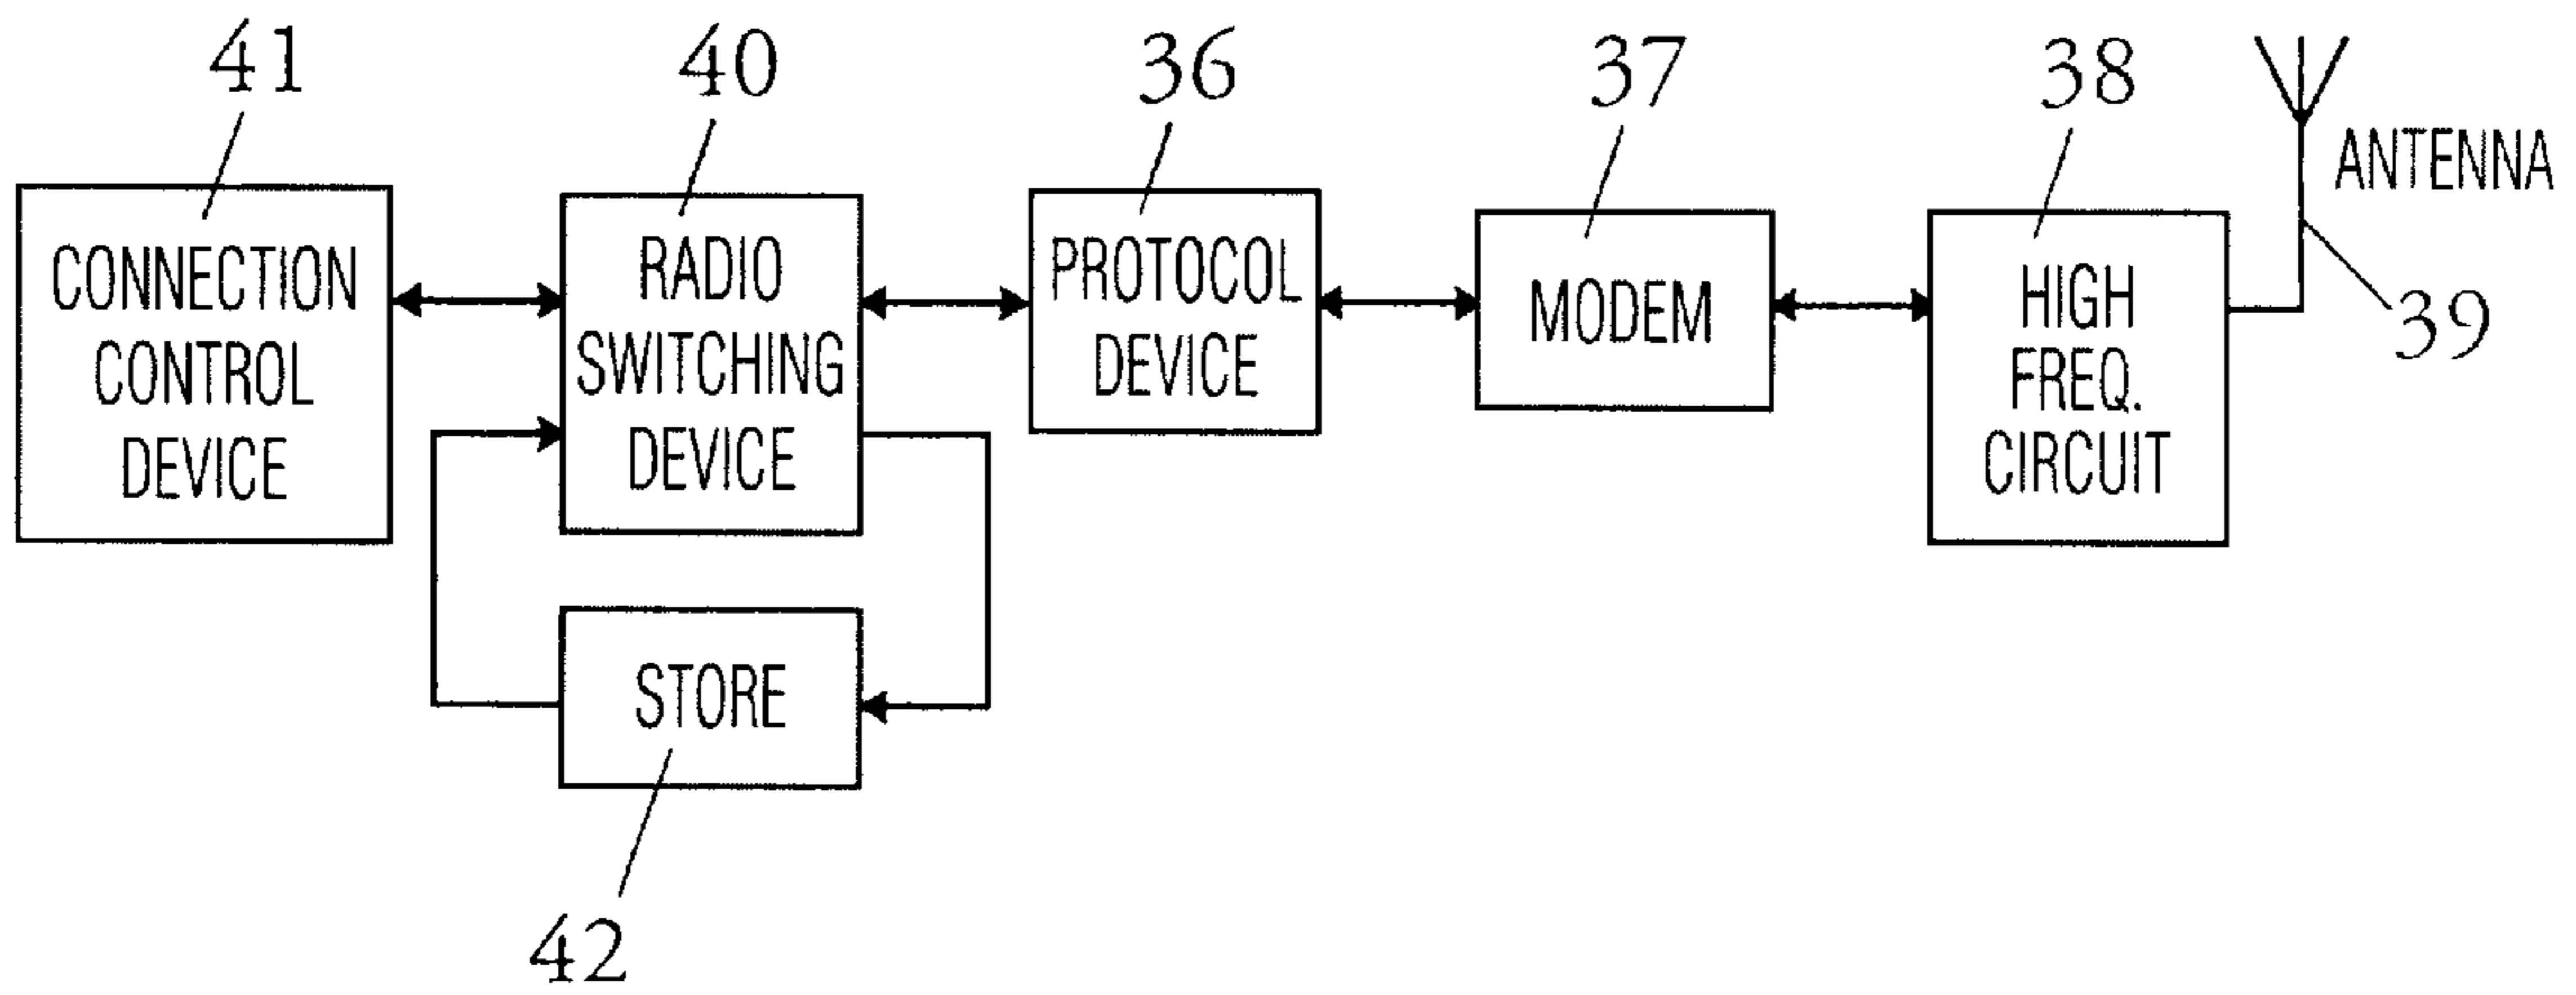 41
40
36
37
38
ANTENNA
39
CONNECTION
CONTROL
DEVICE
RADIO
SWITCHING
DEVICE
PROTOCOL
DEVICE
MODEM
HIGH
FREQ.
CIRCUIT
STORE
42